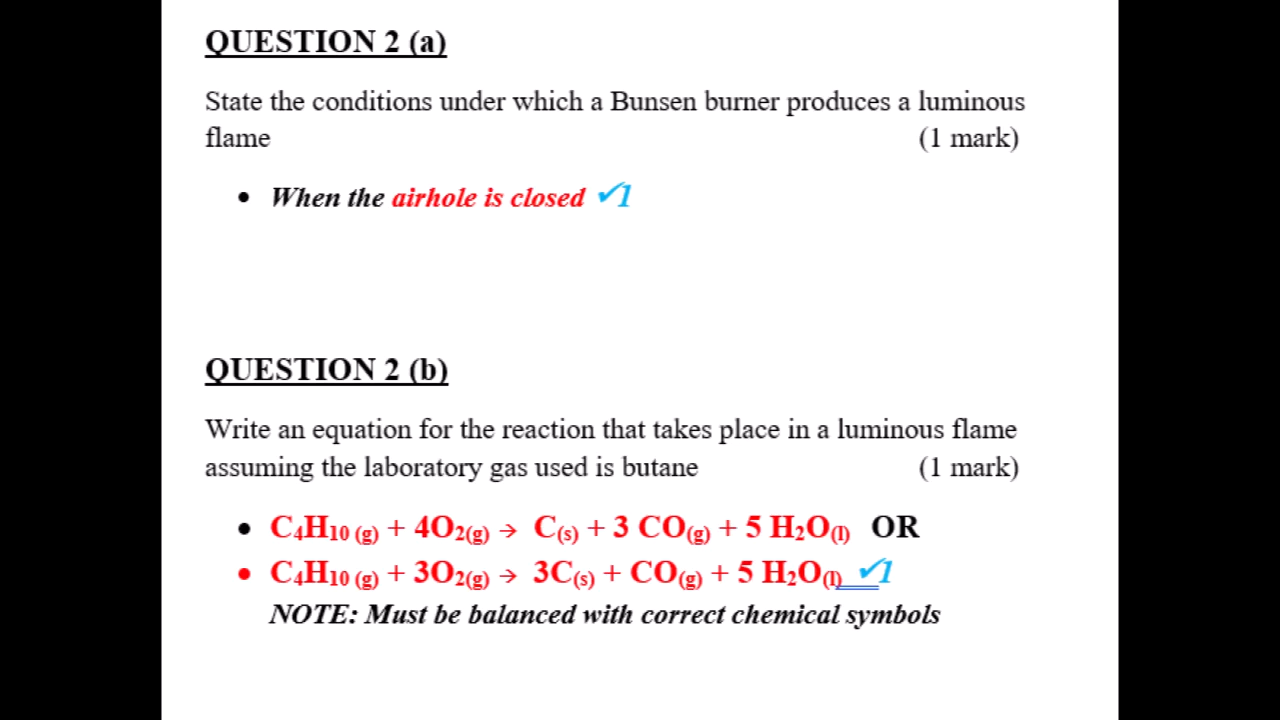 QUESTION 2 (a)
State the conditions under which a Bunsen burner produces a luminous
flame (1 mark)
• When the airhole is closed ✓1
QUESTION 2 (b)
Write an equation for the reaction that takes place in a luminous flame
assuming the laboratory gas used is butane (1 mark)
• C₄H₁₀ (g) + 4O₂(g) → C(s) + 3 CO(g) + 5 H₂O(l) OR
• C₄H₁₀ (g) + 3O₂(g) → 3C(s) + CO(g) + 5 H₂O(l) ✓1
NOTE: Must be balanced with correct chemical symbols